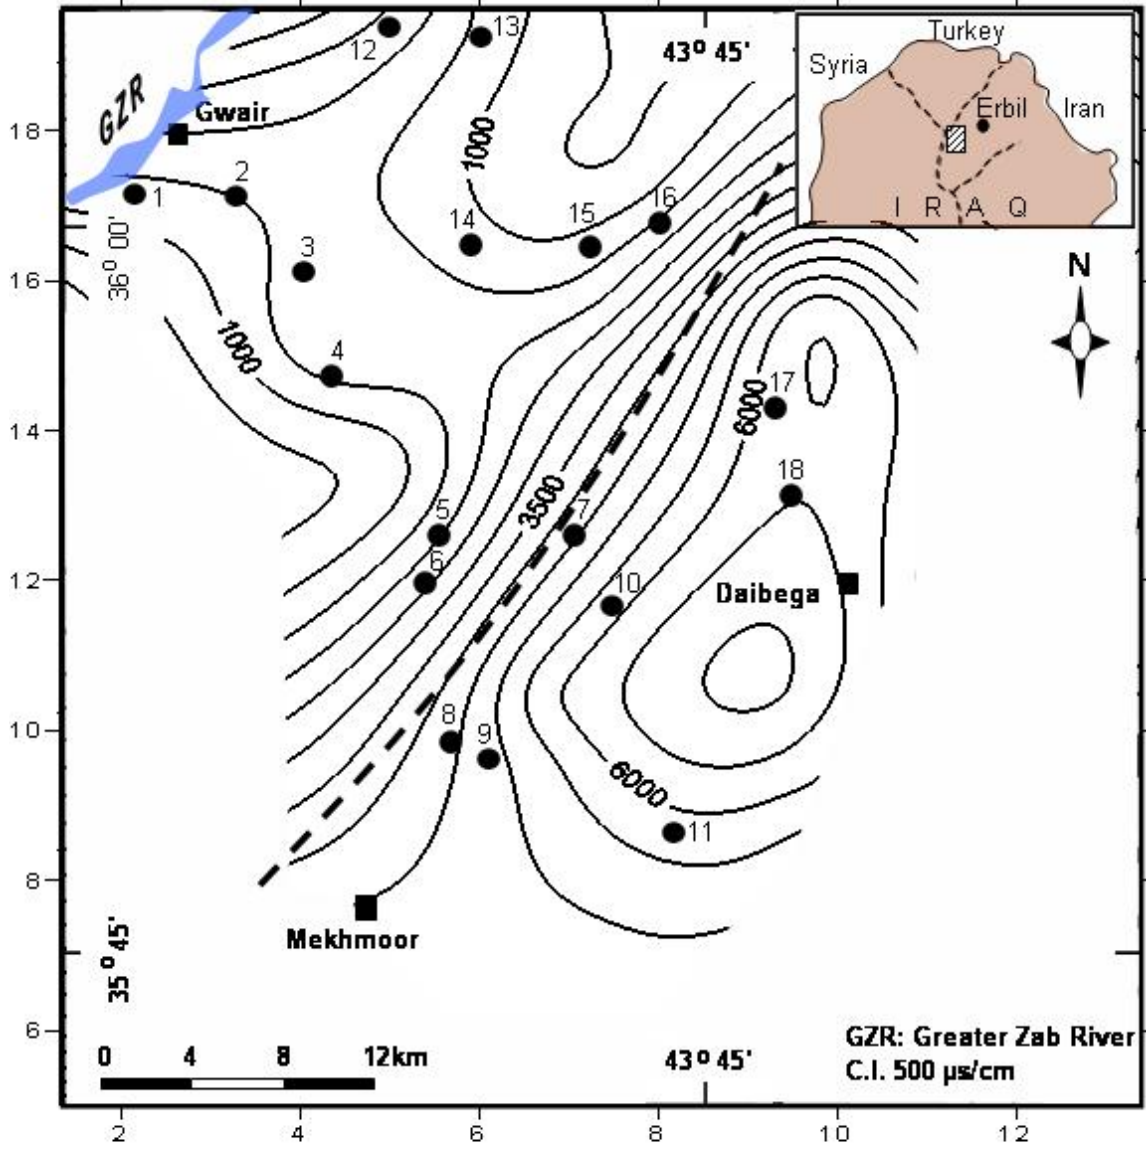 12
13
43° 45'
Turkey
Syria
Erbil
Iran
I R A Q
GZR
Gwair
18
1000
2
1
16
14
15
3
36° 00'
N
16
1000
4
17
6000
14
18
3500
5
7
6
10
Daibega
12
8
9
10
6000
11
8
Mekhmoor
35° 45'
6
0 4 8 12km
43° 45'
GZR: Greater Zab River
C.I. 500 µs/cm
2 4 6 8 10 12